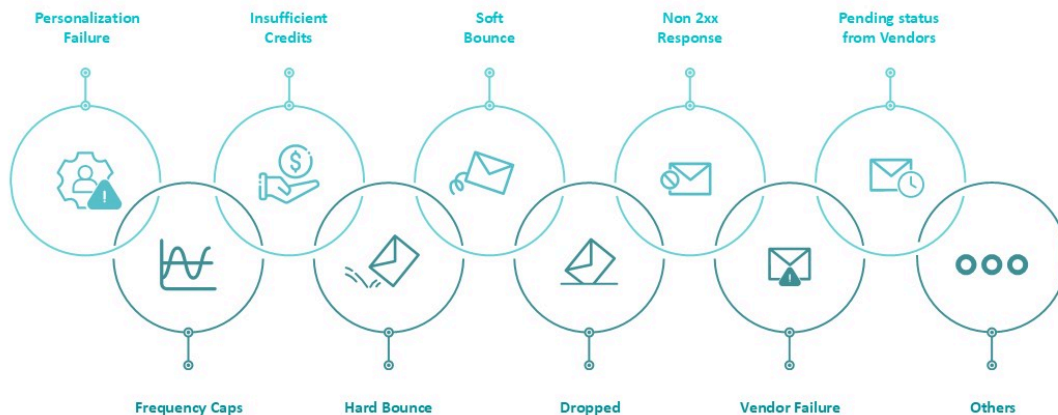 Personalization
Failure
Insufficient
Credits
Soft
Bounce
Non 2xx
Response
Pending status
from Vendors
$
!
!
Frequency Caps
Hard Bounce
Dropped
Vendor Failure
Others